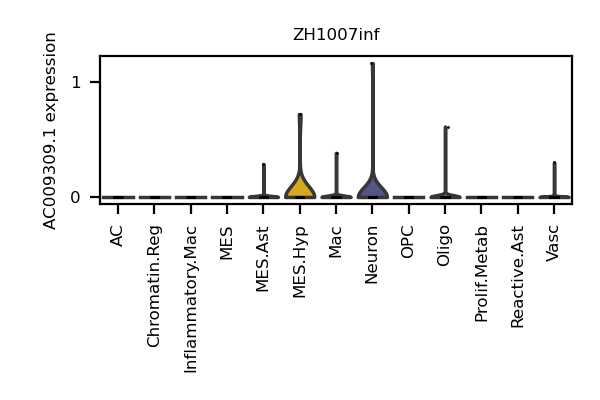 ZH1007inf
AC009309.1 expression
1
0
AC
Chromatin.Reg
Inflammatory.Mac
MES
MES.Ast
MES.Hyp
Mac
Neuron
OPC
Oligo
Prolif.Metab
Reactive.Ast
Vasc